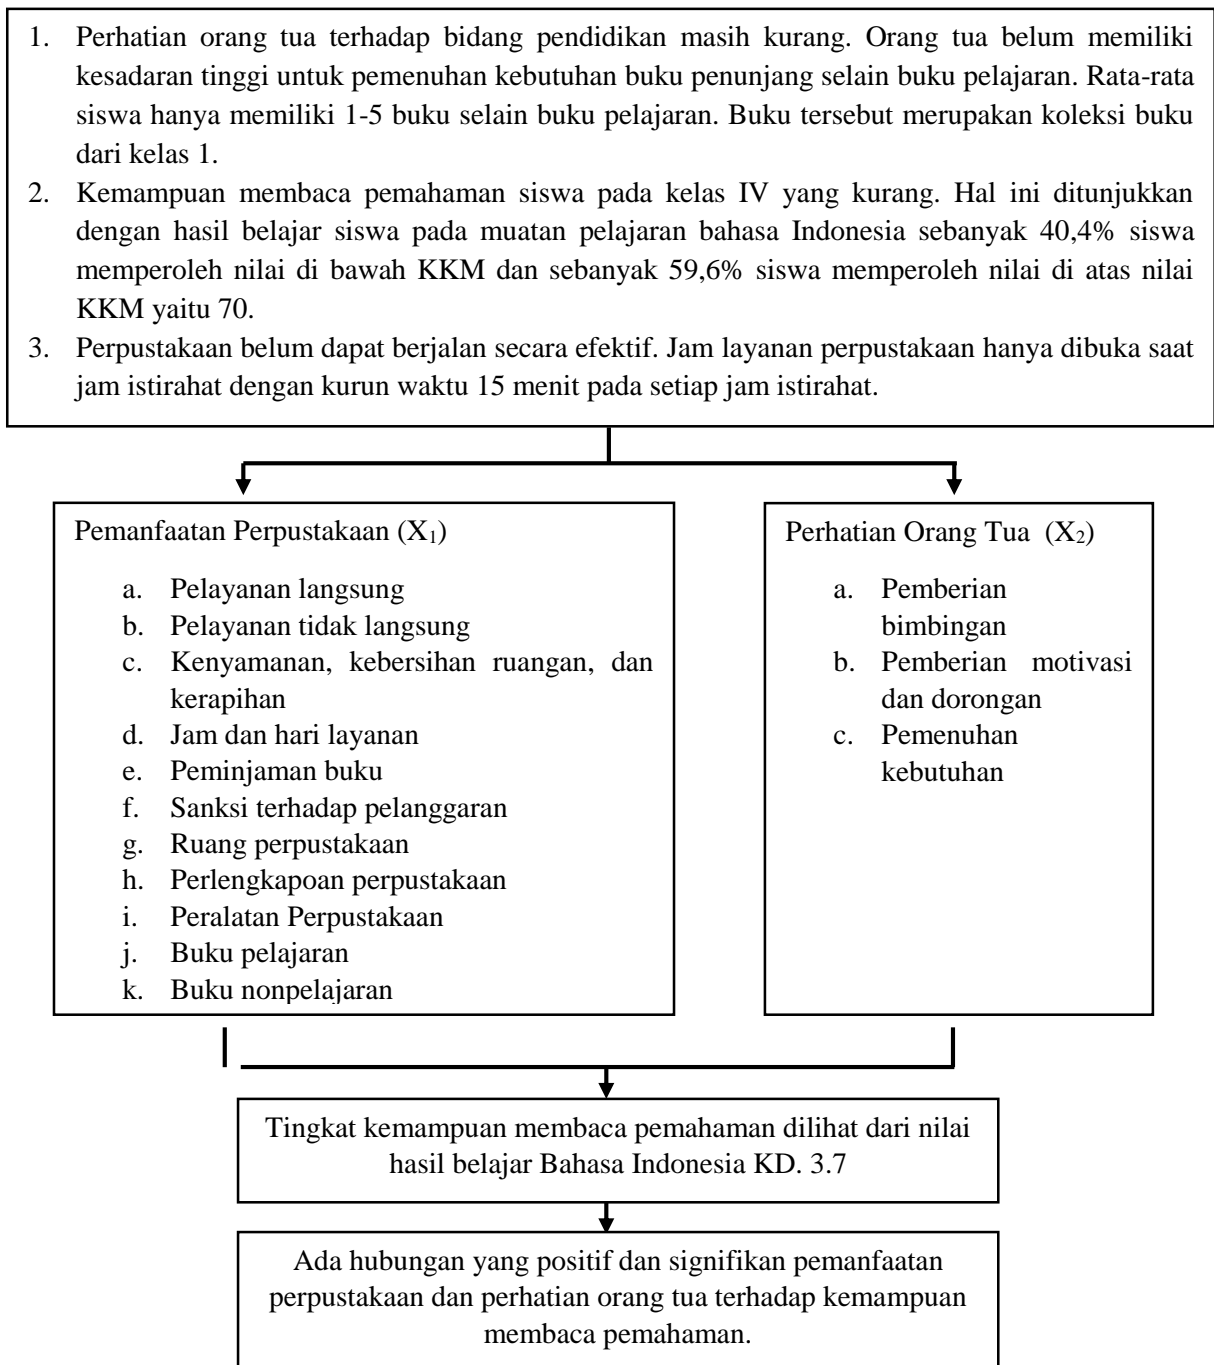 1. Perhatian orang tua terhadap bidang pendidikan masih kurang. Orang tua belum memiliki
kesadaran tinggi untuk pemenuhan kebutuhan buku penunjang selain buku pelajaran. Rata-rata
siswa hanya memiliki 1-5 buku selain buku pelajaran. Buku tersebut merupakan koleksi buku
dari kelas 1.
2. Kemampuan membaca pemahaman siswa pada kelas IV yang kurang. Hal ini ditunjukkan
dengan hasil belajar siswa pada muatan pelajaran bahasa Indonesia sebanyak 40,4% siswa
memperoleh nilai di bawah KKM dan sebanyak 59,6% siswa memperoleh nilai di atas nilai
KKM yaitu 70.
3. Perpustakaan belum dapat berjalan secara efektif. Jam layanan perpustakaan hanya dibuka saat
jam istirahat dengan kurun waktu 15 menit pada setiap jam istirahat.
Pemanfaatan Perpustakaan (X₁)
a. Pelayanan langsung
b. Pelayanan tidak langsung
c. Kenyamanan, kebersihan ruangan, dan
kerapihan
d. Jam dan hari layanan
e. Peminjaman buku
f. Sanksi terhadap pelanggaran
g. Ruang perpustakaan
h. Perlengkapoan perpustakaan
i. Peralatan Perpustakaan
j. Buku pelajaran
k. Buku nonpelajaran
Perhatian Orang Tua (X₂)
a. Pemberian
bimbingan
b. Pemberian motivasi
dan dorongan
c. Pemenuhan
kebutuhan
Tingkat kemampuan membaca pemahaman dilihat dari nilai
hasil belajar Bahasa Indonesia KD. 3.7
Ada hubungan yang positif dan signifikan pemanfaatan
perpustakaan dan perhatian orang tua terhadap kemampuan
membaca pemahaman.